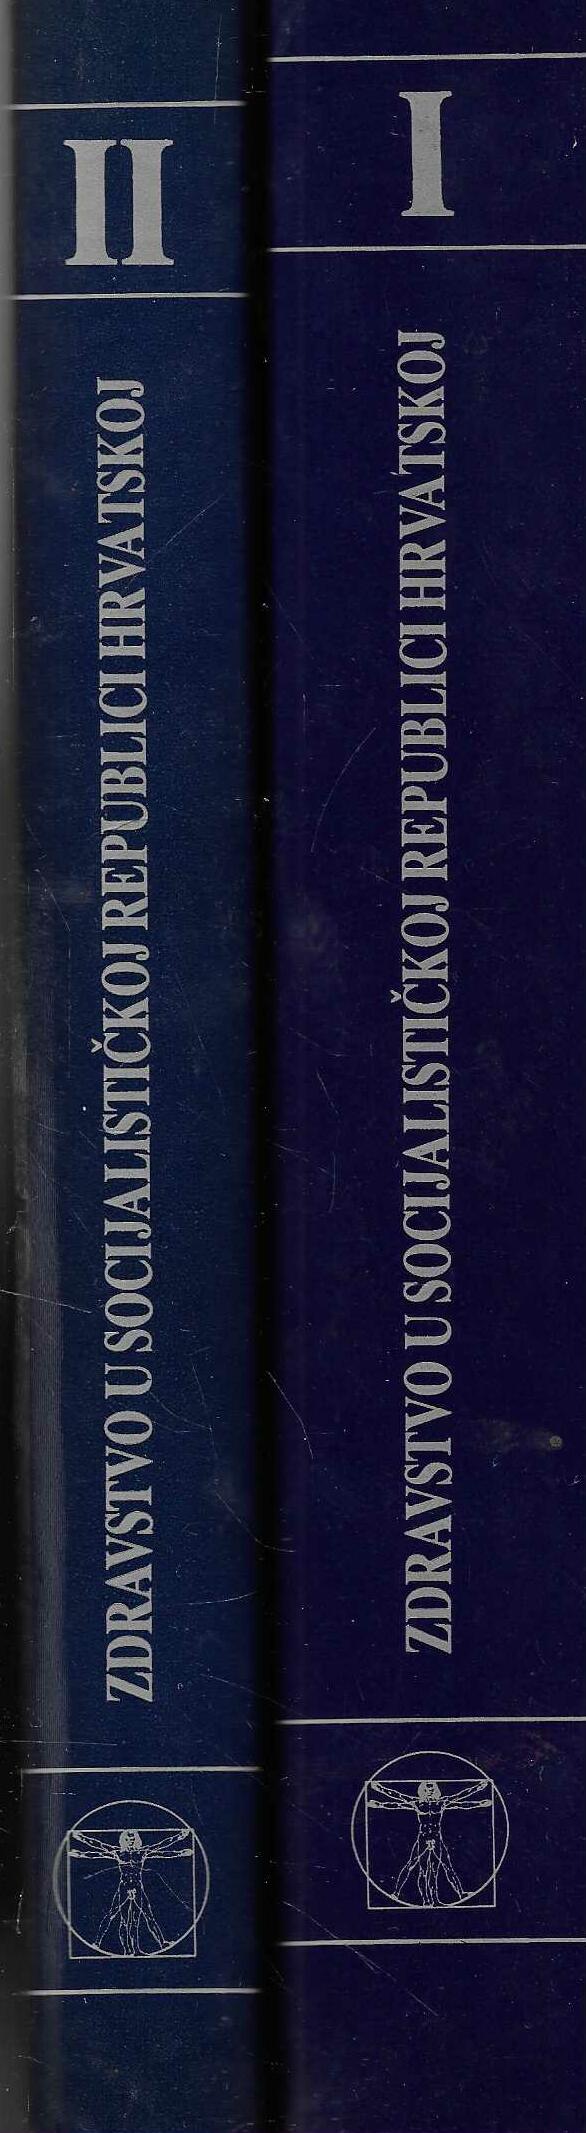 II
ZDRAVSTVO U SOCIJALISTIČKOJ REPUBLICI HRVATSKOJ
I
ZDRAVSTVO U SOCIJALISTIČKOJ REPUBLICI HRVATSKOJ